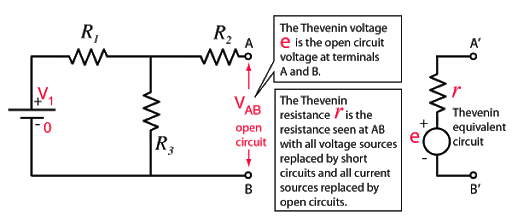 R1
R2
A
V1
+
-
0
R3
VAB
open
circuit
B
The Thevenin voltage
e is the open circuit
voltage at terminals
A and B.
The Thevenin
resistance r is the
resistance seen at AB
with all voltage sources
replaced by short
circuits and all current
sources replaced by
open circuits.
A'
r
Thevenin
equivalent
circuit
+
e
-
B'